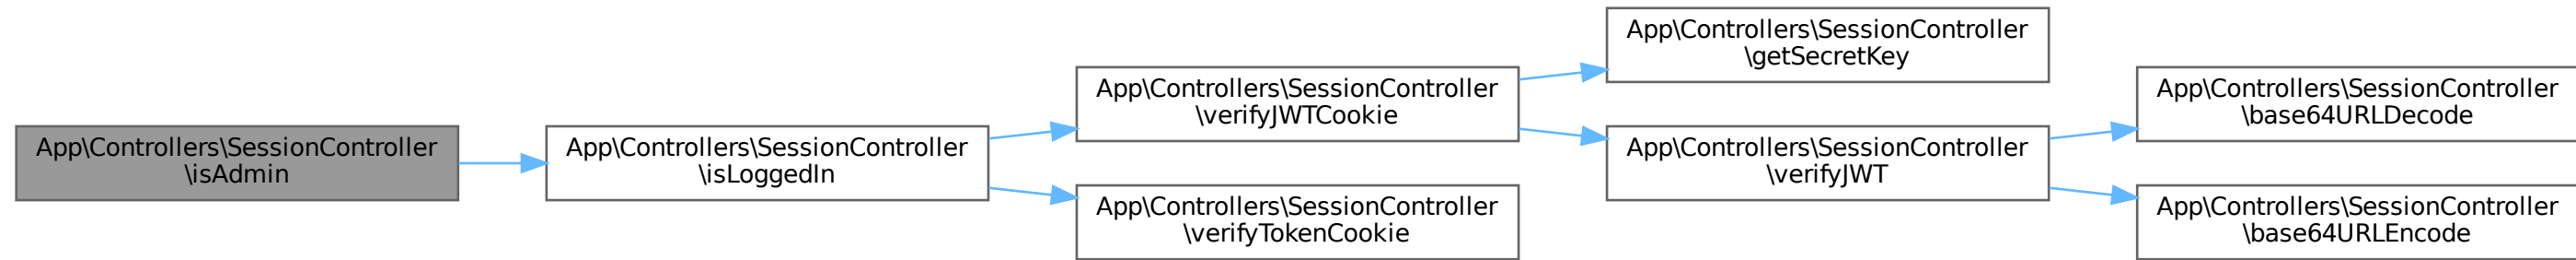 App\Controllers\SessionController
\isAdmin
App\Controllers\SessionController
\isLoggedIn
App\Controllers\SessionController
\verifyJWTCookie
App\Controllers\SessionController
\verifyTokenCookie
App\Controllers\SessionController
\getSecretKey
App\Controllers\SessionController
\verifyJWT
App\Controllers\SessionController
\base64URLDecode
App\Controllers\SessionController
\base64URLEncode